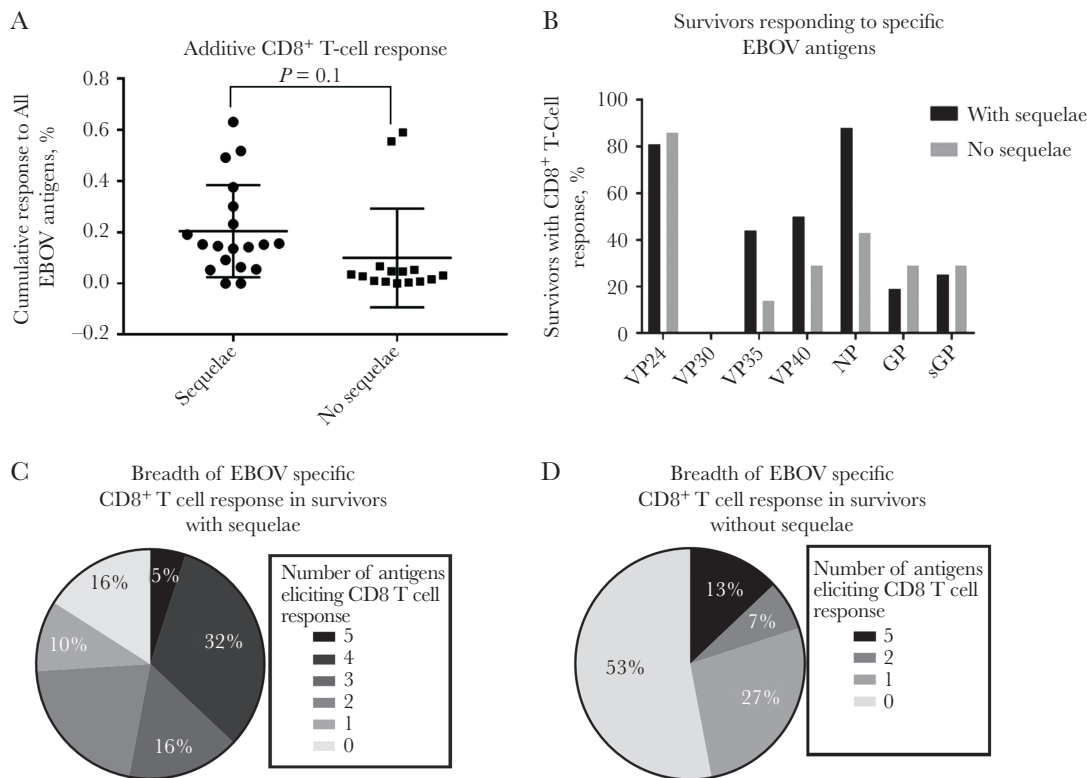 A
Additive CD8+ T-cell response
P = 0.1
Cumulative response to All
EBOV antigens, %
0.8
0.6
0.4
0.2
0.0
–0.2
Sequelae
No sequelae
B
Survivors responding to specific
EBOV antigens
Survivors with CD8+ T-Cell
response, %
100
80
60
40
20
0
VP24
VP30
VP35
VP40
NP
GP
sGP
With sequelae
No sequelae
C
Breadth of EBOV specific
CD8+ T cell response in survivors
with sequelae
5%
32%
16%
10%
16%
Number of antigens
eliciting CD8 T cell
response
5
4
3
2
1
0
D
Breadth of EBOV specific
CD8+ T cell response in survivors
without sequelae
13%
7%
27%
53%
Number of antigens
eliciting CD8 T cell
response
5
2
1
0